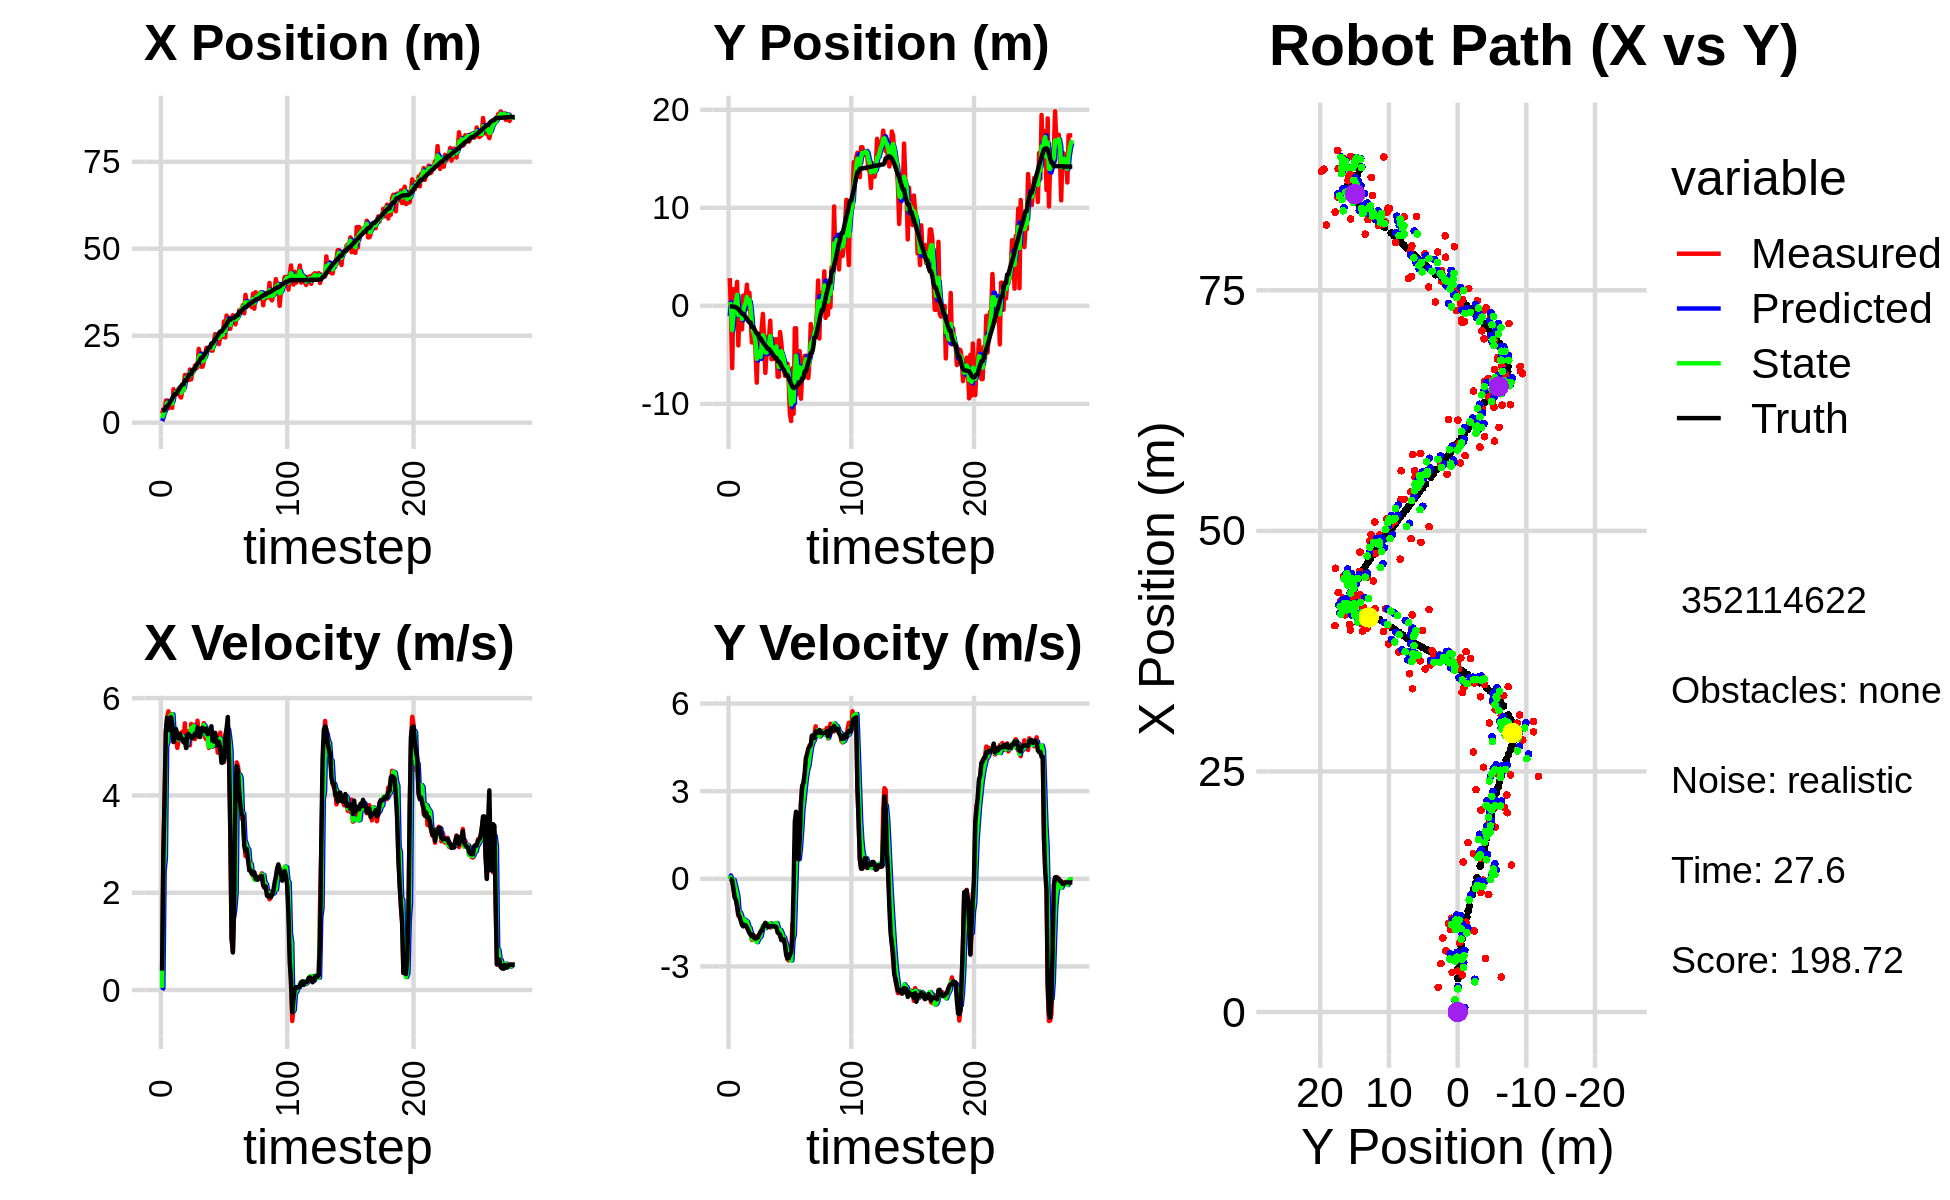 X Position (m)
75
50
25
0
0
100
200
timestep
Y Position (m)
20
10
0
-10
0
100
200
timestep
X Velocity (m/s)
6
4
2
0
0
100
200
timestep
Y Velocity (m/s)
6
3
0
-3
0
100
200
timestep
Robot Path (X vs Y)
X Position (m)
75
50
25
0
20 10 0 -10 -20
Y Position (m)
variable
Measured
Predicted
State
Truth
352114622
Obstacles: none
Noise: realistic
Time: 27.6
Score: 198.72